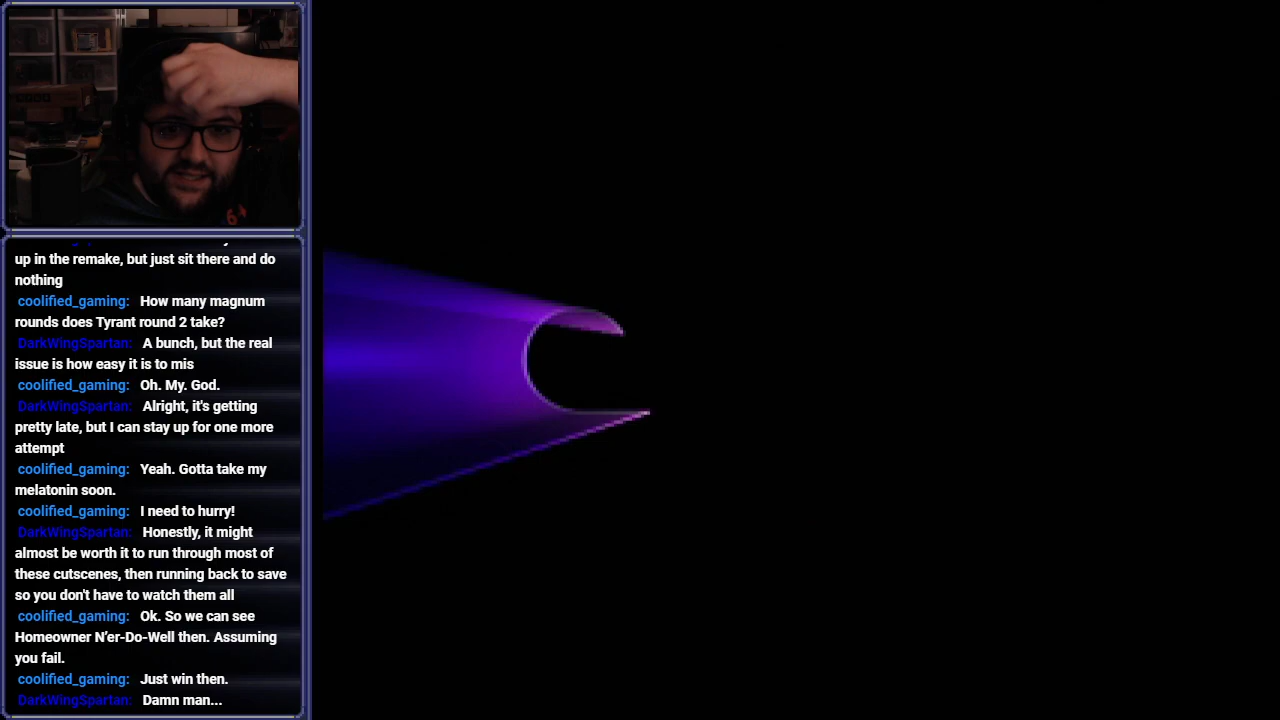 up in the remake, but just sit there and do
nothing
coolified_gaming: How many magnum
rounds does Tyrant round 2 take?
DarkWingSpartan: A bunch, but the real
issue is how easy it is to mis
coolified_gaming: Oh. My. God.
DarkWingSpartan: Alright, it's getting
pretty late, but I can stay up for one more
attempt
coolified_gaming: Yeah. Gotta take my
melatonin soon.
coolified_gaming: I need to hurry!
DarkWingSpartan: Honestly, it might
almost be worth it to run through most of
these cutscenes, then running back to save
so you don't have to watch them all
coolified_gaming: Ok. So we can see
Homeowner N'er-Do-Well then. Assuming
you fail.
coolified_gaming: Just win then.
DarkWingSpartan: Damn man...